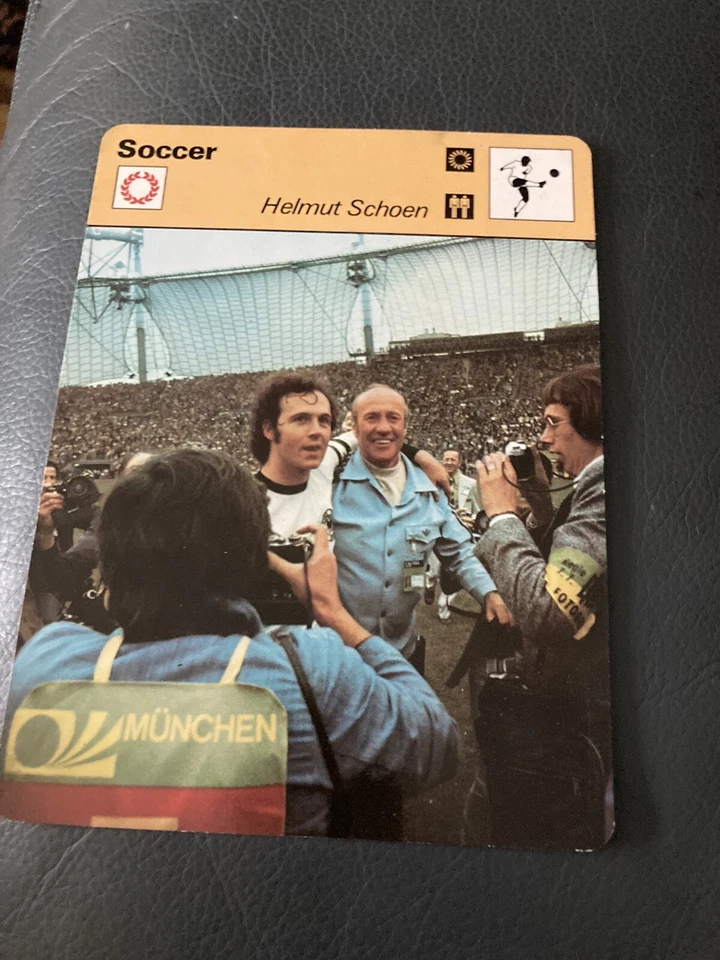 Soccer
Helmut Schoen
MÜNCHEN
FOTO